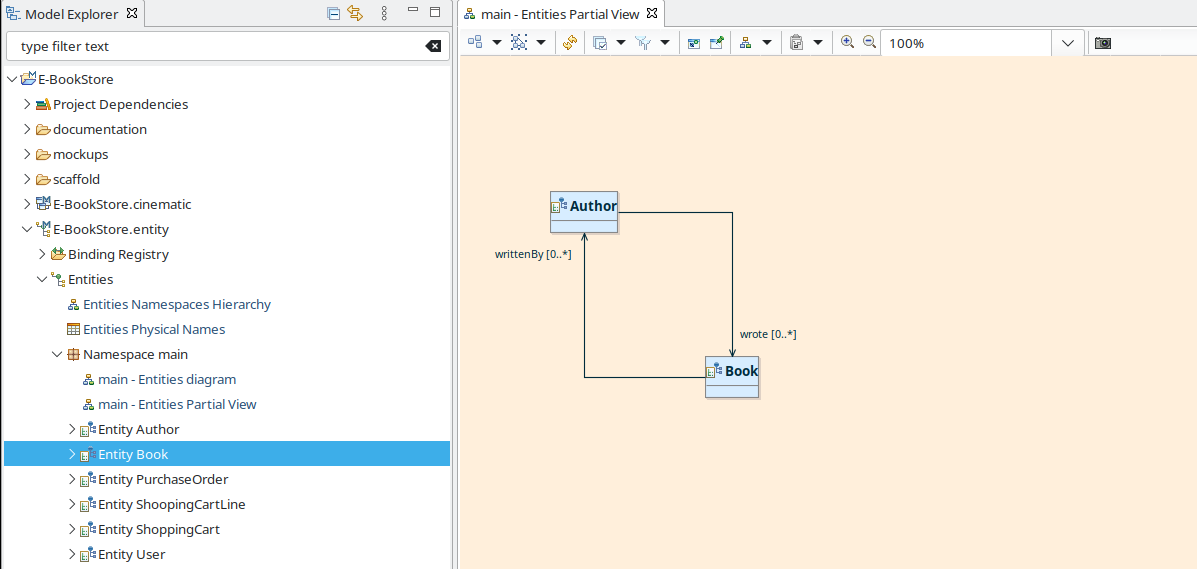 Model Explorer
type filter text
E-BookStore
Project Dependencies
documentation
mockups
scaffold
E-BookStore.cinematic
E-BookStore.entity
Binding Registry
Entities
Entities Namespaces Hierarchy
Entities Physical Names
Namespace main
main - Entities diagram
main - Entities Partial View
Entity Author
Entity Book
Entity PurchaseOrder
Entity ShoopingCartLine
Entity ShoppingCart
Entity User
main - Entities Partial View
100%
Author
writtenBy [0..*]
wrote [0..*]
Book